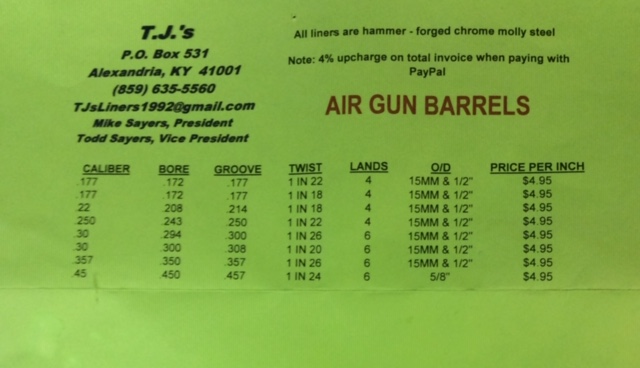 T.J.'s
P.O. Box 531
Alexandria, KY 41001
(859) 635-5560
TJsLiners1992@gmail.com
Mike Sayers, President
Todd Sayers, Vice President
All liners are hammer - forged chrome molly steel
Note: 4% upcharge on total invoice when paying with
PayPal
AIR GUN BARRELS
CALIBER BORE GROOVE TWIST LANDS O/D PRICE PER INCH
.177 .172 .177 1 IN 22 4 15MM & 1/2" $4.95
.177 .172 .177 1 IN 18 4 15MM & 1/2" $4.95
.22 .208 .214 1 IN 18 4 15MM & 1/2" $4.95
.250 .243 .250 1 IN 22 4 15MM & 1/2" $4.95
.30 .294 .300 1 IN 26 6 15MM & 1/2" $4.95
.30 .300 .308 1 IN 20 6 15MM & 1/2" $4.95
.357 .350 .357 1 IN 26 6 15MM & 1/2" $4.95
.45 .450 .457 1 IN 24 6 5/8" $4.95